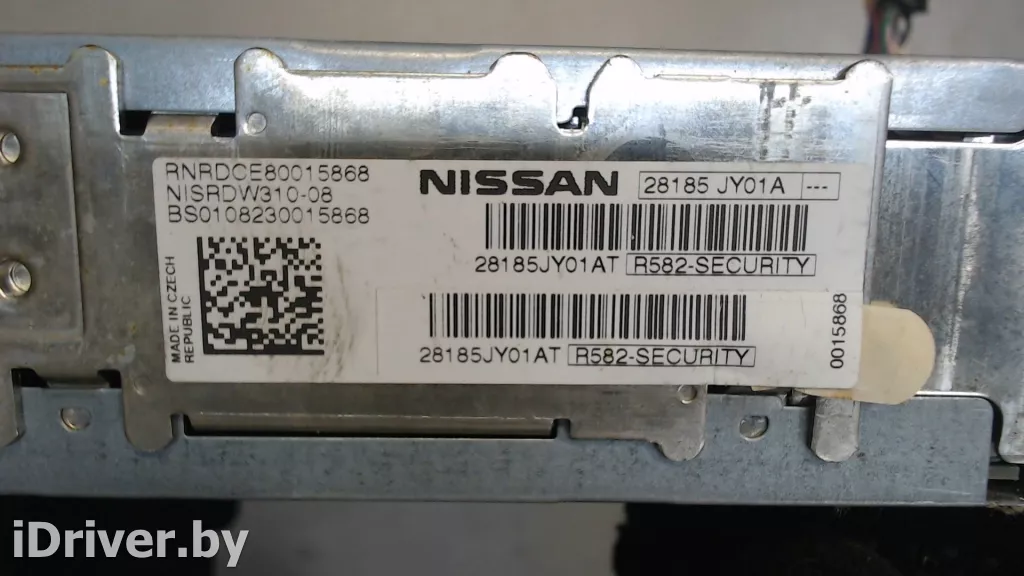 RNRDCE80015868
NISRDW310-08
BS0108230015868
MADE IN CZECH
REPUBLIC
NISSAN 28185 JY01A ---
28185JY01AT R582-SECURITY
28185JY01AT R582-SECURITY
0015868
iDriver.by